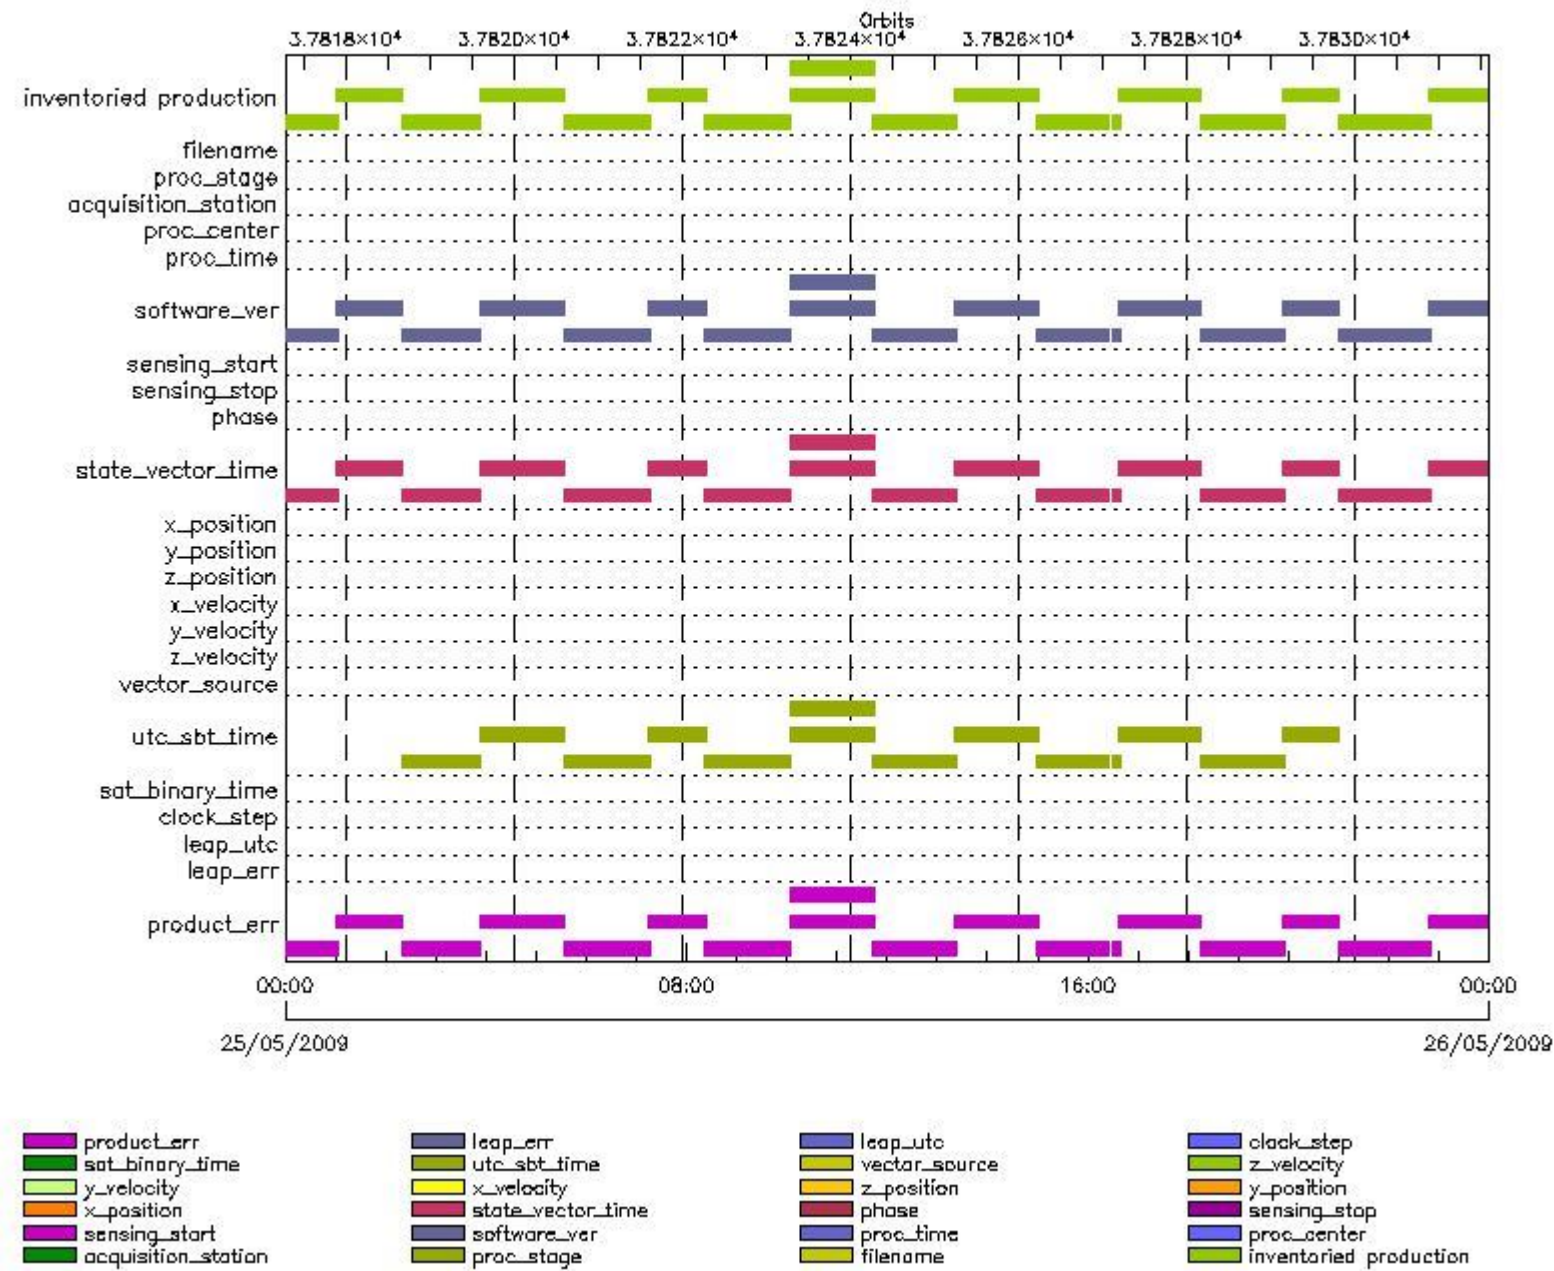 Orbits
3.7818×10⁴ 3.7820×10⁴ 3.7822×10⁴ 3.7824×10⁴ 3.7826×10⁴ 3.7828×10⁴ 3.7830×10⁴
inventoried production
filename
proc_stage
acquisition_station
proc_center
proc_time
software_ver
sensing_start
sensing_stop
phase
state_vector_time
x_position
y_position
z_position
x_velocity
y_velocity
z_velocity
vector_source
utc_sbt_time
sat_binary_time
clock_step
leap_utc
leap_err
product_err
00:00 08:00 16:00 00:00
25/05/2009 26/05/2009
product_err leap_err leap_utc clock_step
sat_binary_time utc_sbt_time vector_source z_velocity
y_velocity x_velocity z_position y_position
x_position state_vector_time phase sensing_stop
sensing_start software_ver proc_time proc_center
acquisition_station proc_stage filename inventoried production